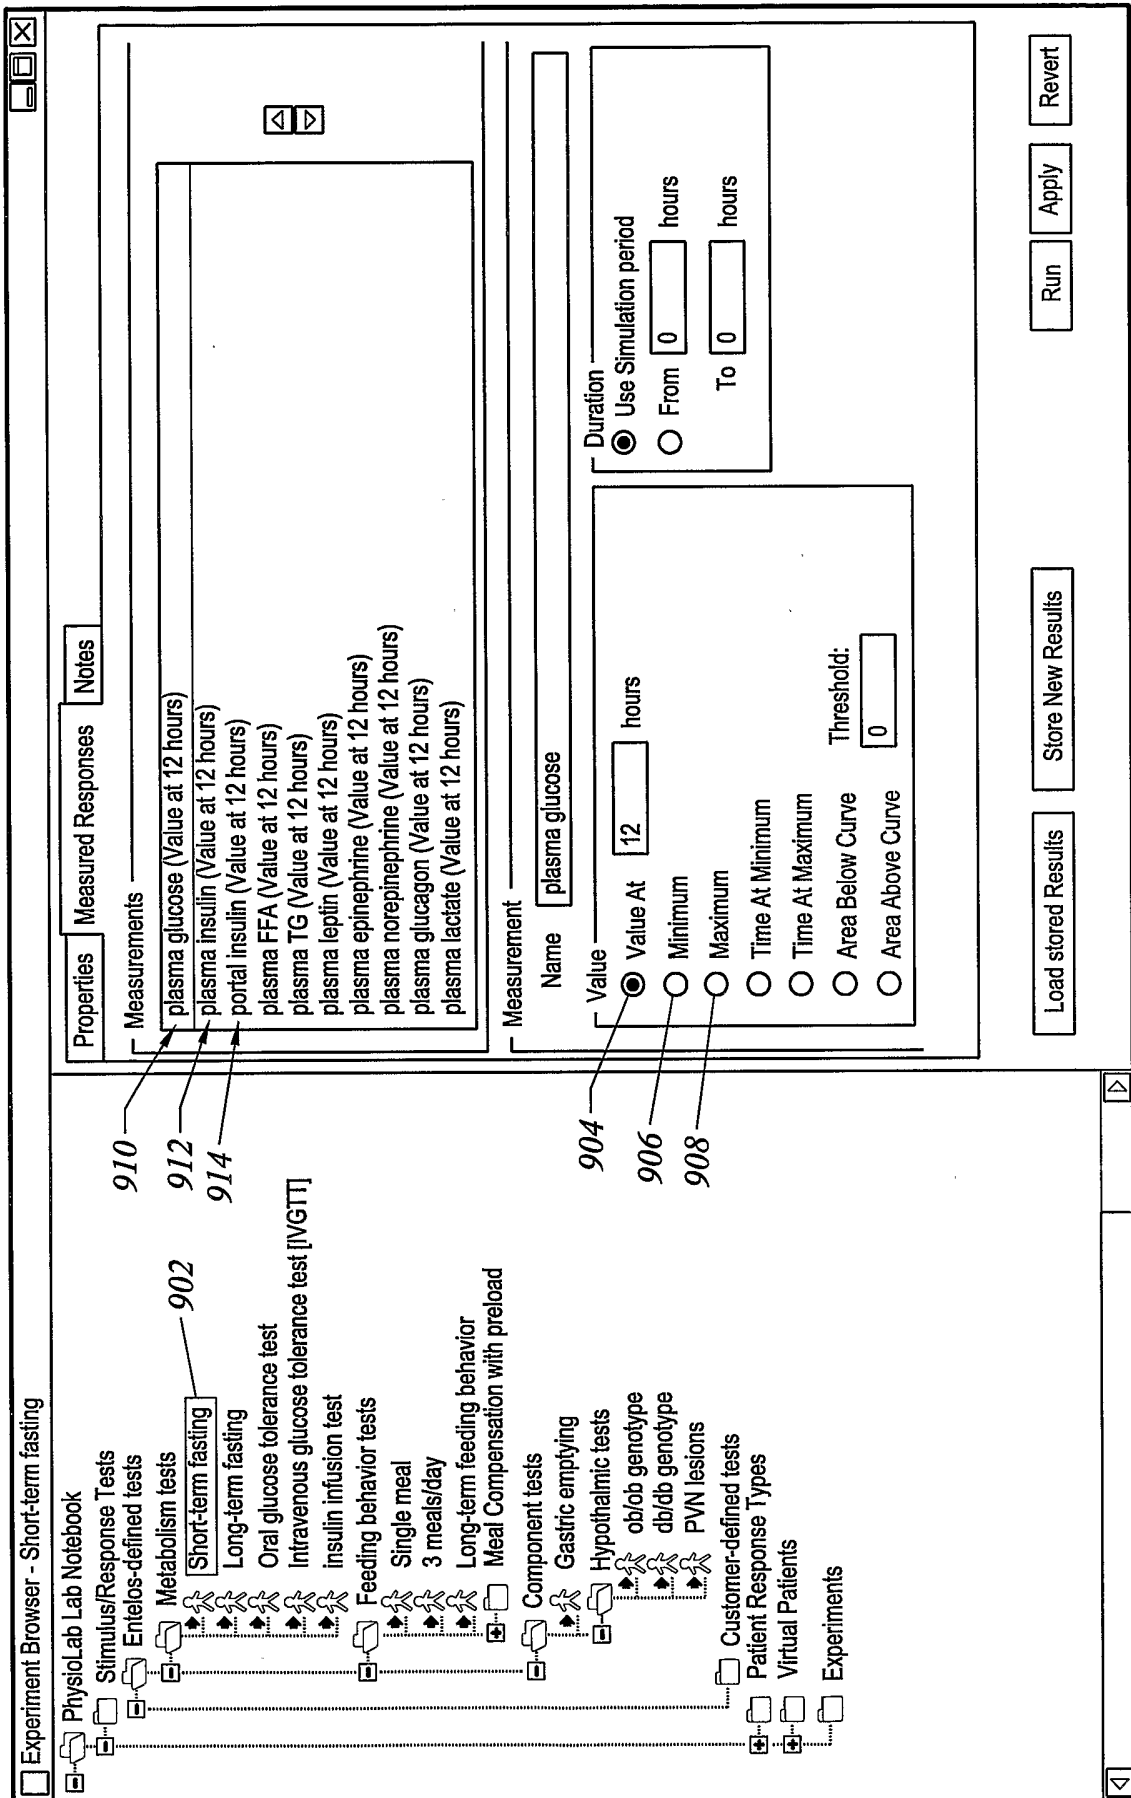 Experiment Browser - Short-term fasting
PhysioLab Lab Notebook
Stimulus/Response Tests
Entelos-defined tests
Metabolism tests
Short-term fasting
Long-term fasting
Oral glucose tolerance test
Intravenous glucose tolerance test [IVGTT]
insulin infusion test
Feeding behavior tests
Single meal
3 meals/day
Long-term feeding behavior
Meal Compensation with preload
Component tests
Gastric emptying
Hypothalmic tests
ob/ob genotype
db/db genotype
PVN lesions
Customer-defined tests
Patient Response Types
Virtual Patients
Experiments
902
910
912
914
904
906
908
Properties Measured Responses Notes
Measurements
plasma glucose (Value at 12 hours)
plasma insulin (Value at 12 hours)
portal insulin (Value at 12 hours)
plasma FFA (Value at 12 hours)
plasma TG (Value at 12 hours)
plasma leptin (Value at 12 hours)
plasma epinephrine (Value at 12 hours)
plasma norepinephrine (Value at 12 hours)
plasma glucagon (Value at 12 hours)
plasma lactate (Value at 12 hours)
Measurement
Name plasma glucose
Value
Value At 12 hours
Minimum
Maximum
Time At Minimum
Time At Maximum
Area Below Curve
Area Above Curve
Threshold:
0
Duration
Use Simulation period
From 0 hours
To 0 hours
Load stored Results Store New Results Run Apply Revert